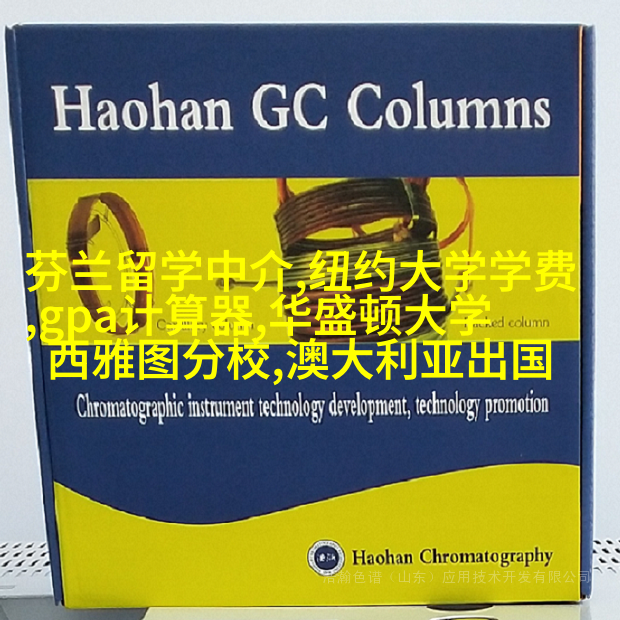 Haohan GC Columns
芬兰留学中介,纽约大学学费
,gpa计算器,华盛顿大学
西雅图分校,澳大利亚出国
column
Chromatographic instrument technology development, technology promotion
Haohan Chromatography
浩瀚色谱（山东）应用技术开发有限公司